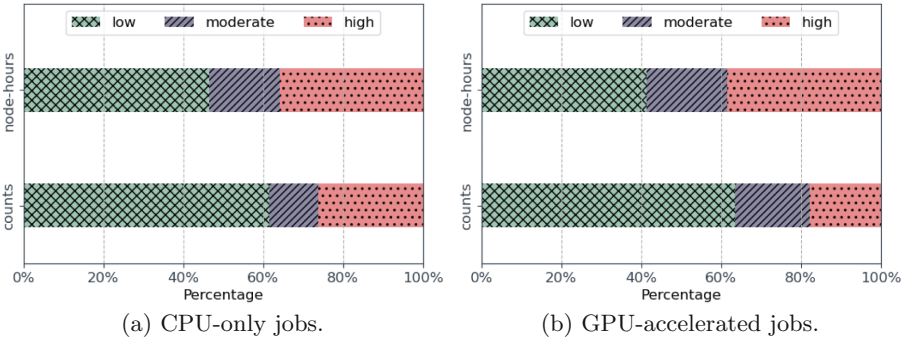 low moderate high
node-hours
counts
0% 20% 40% 60% 80% 100%
Percentage
(a) CPU-only jobs.
low moderate high
node-hours
counts
0% 20% 40% 60% 80% 100%
Percentage
(b) GPU-accelerated jobs.